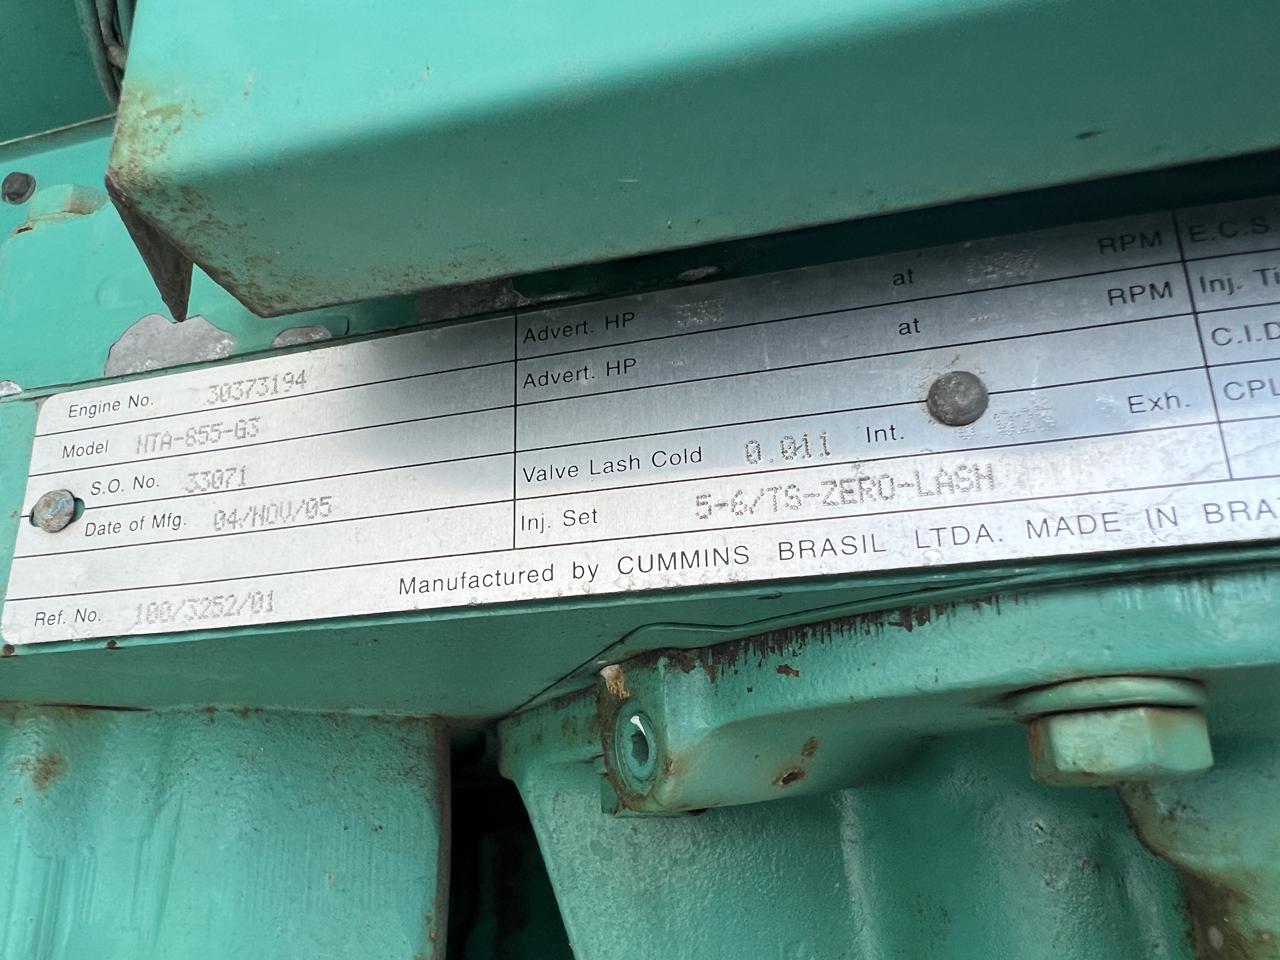 Engine No. 30373194
Model NTA-855-G3
S.O. No. 33071
Date of Mfg. 04/NOV/05
Ref. No. 100/3252/01
Advert. HP at RPM
Advert. HP at RPM
Valve Lash Cold 0.011 Int. Exh.
Inj. Set 5-6/TS-ZERO-LASH
Manufactured by CUMMINS BRASIL LTDA. MADE IN BRA
E.C.S.
Inj. Ti
C.I.D
CPL